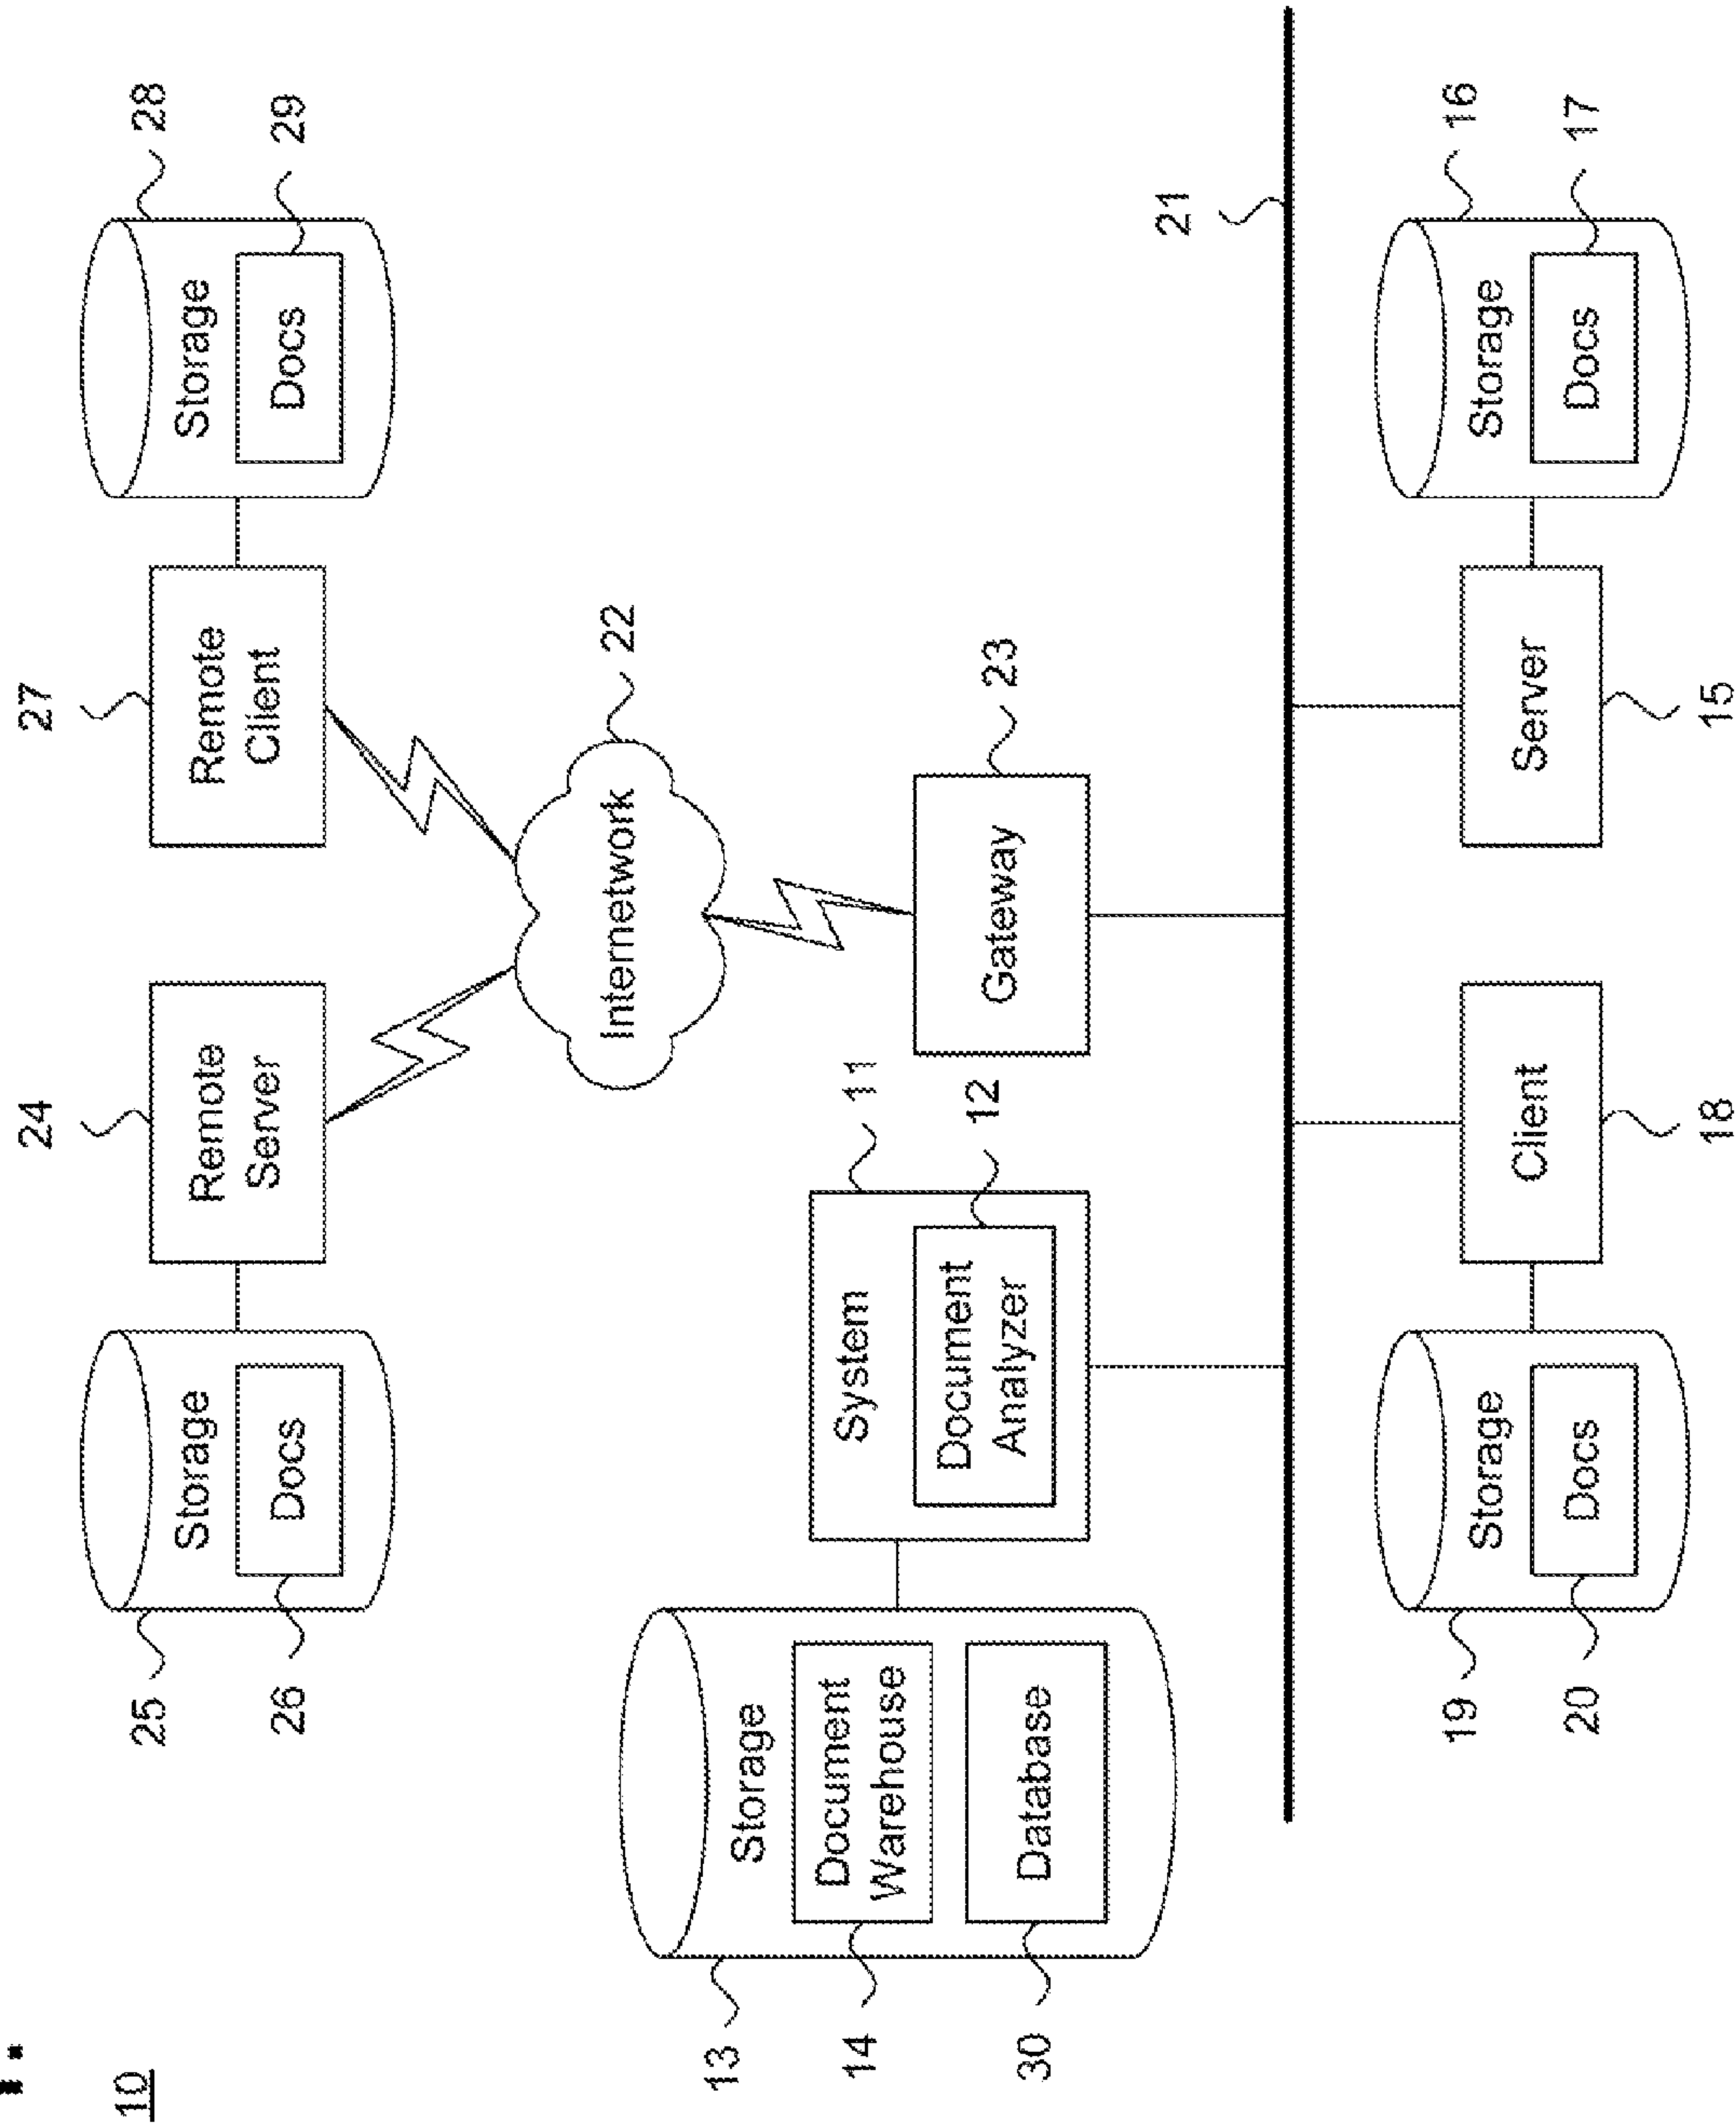 10
24
27
25
Storage
Remote
Server
Remote
Client
Storage
28
26
Docs
Docs
29
Internetwork
22
13
Storage
System
11
14
Document
Warehouse
Document
Analyzer
12
Gateway
23
30
Database
21
19
Storage
Client
Server
Storage
16
20
Docs
Docs
17
18
15